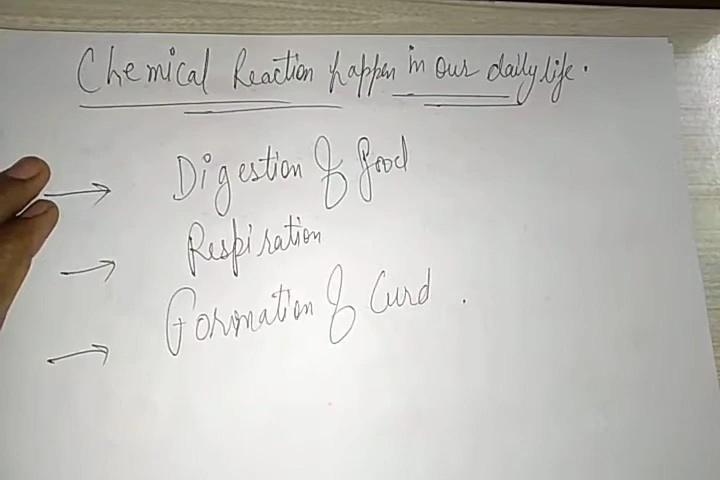 Chemical Reaction happen in our daily life.
Digestion of food
Respiration
Formation of Curd.